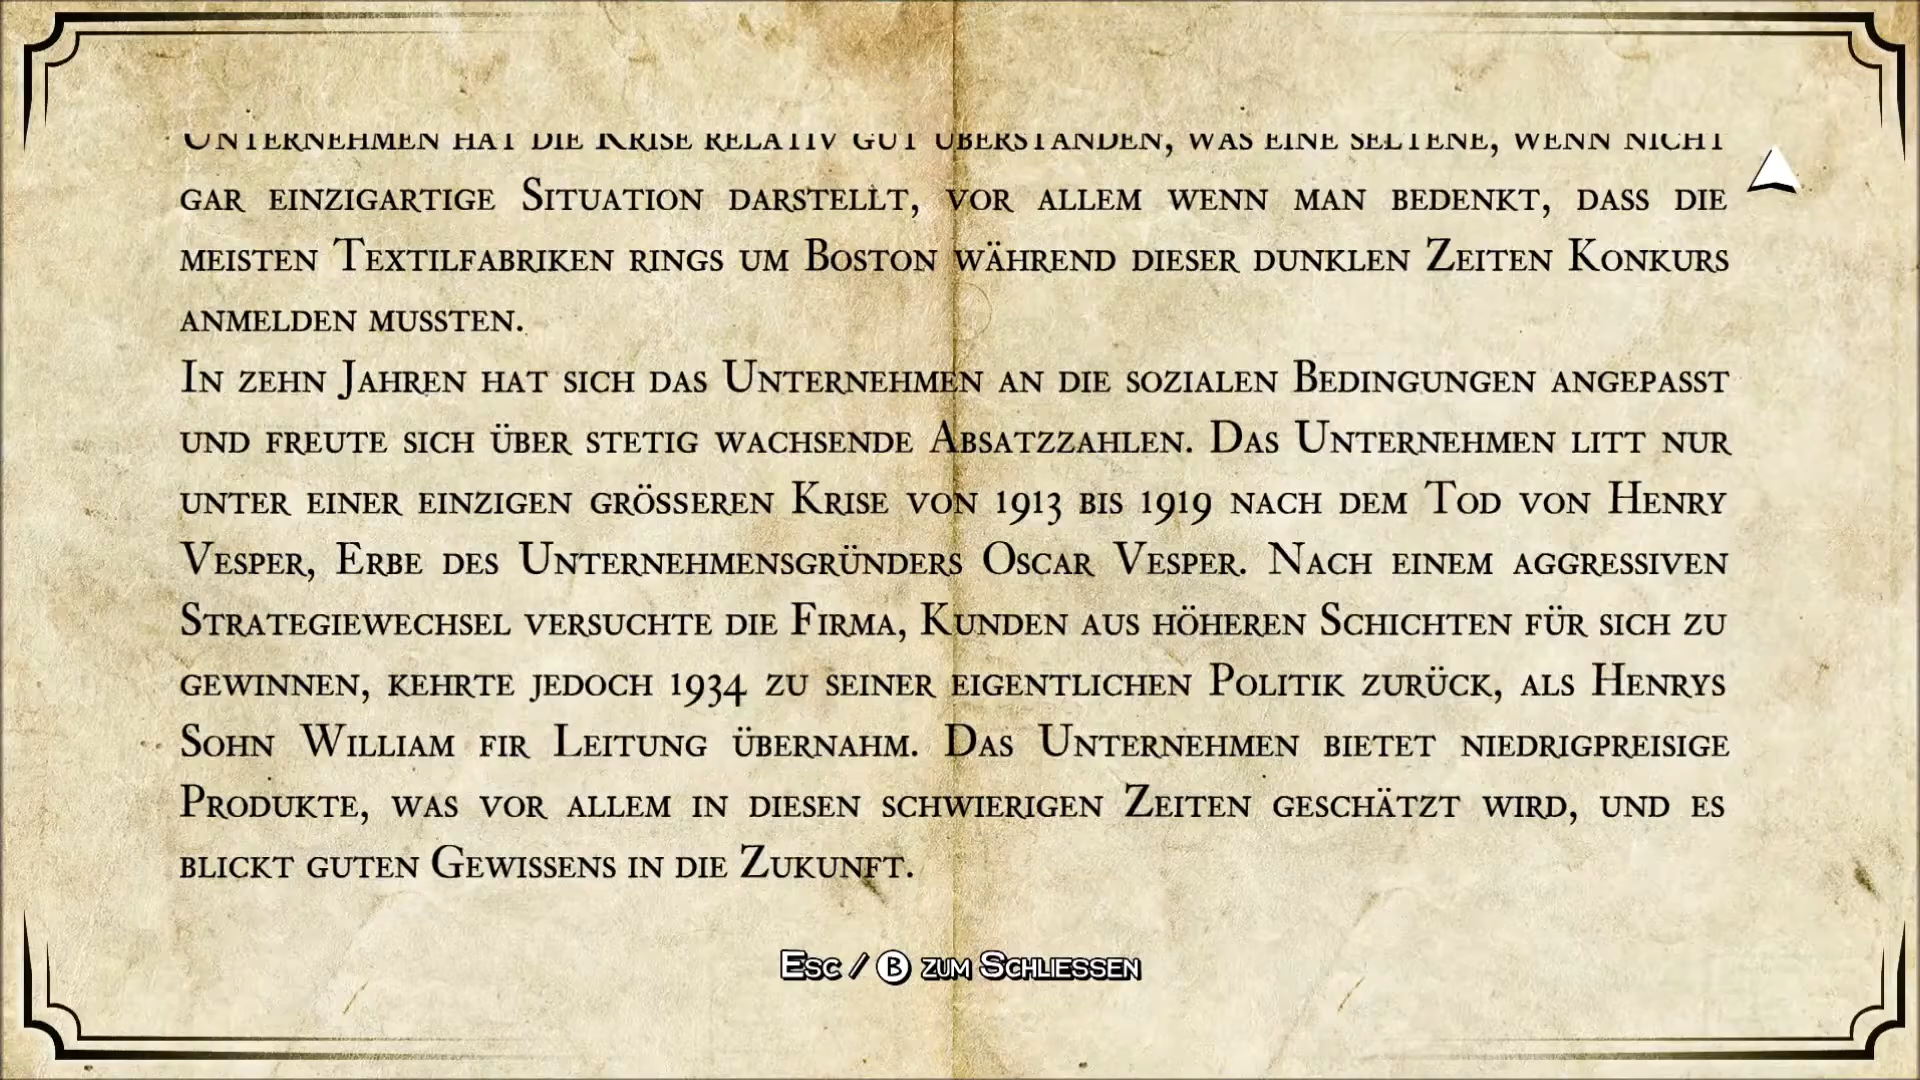 Unternehmen hat die Krise relativ gut überstanden, was eine seltene, wenn nicht
gar einzigartige Situation darstellt, vor allem wenn man bedenkt, dass die
meisten Textilfabriken rings um Boston während dieser dunklen Zeiten Konkurs
anmelden mussten.
In zehn Jahren hat sich das Unternehmen an die sozialen Bedingungen angepasst
und freute sich über stetig wachsende Absatzzahlen. Das Unternehmen litt nur
unter einer einzigen grösseren Krise von 1913 bis 1919 nach dem Tod von Henry
Vesper, Erbe des Unternehmensgründers Oscar Vesper. Nach einem aggressiven
Strategiewechsel versuchte die Firma, Kunden aus höheren Schichten für sich zu
gewinnen, kehrte jedoch 1934 zu seiner eigentlichen Politik zurück, als Henrys
Sohn William fir Leitung übernahm. Das Unternehmen bietet niedrigpreisige
Produkte, was vor allem in diesen schwierigen Zeiten geschätzt wird, und es
blickt guten Gewissens in die Zukunft.
Esc / B zum Schliessen